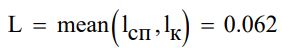 L = mean(l_сп, l_к) = 0.062